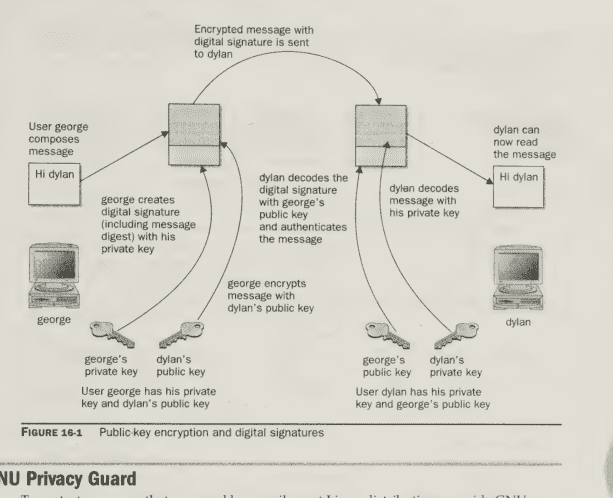 Encrypted message with
digital signature is sent
to dylan
User george
composes
message
Hi dylan
dylan can
now read
the message
Hi dylan
george creates
digital signature
(including message
digest) with his
private key
dylan decodes the
digital signature
with george's
public key
and authenticates
the message
dylan decodes
message with
his private key
george encrypts
message with
dylan's public key
george
dylan
george's
private key
dylan's
public key
george's
public key
dylan's
private key
User george has his private
key and dylan's public key
User dylan has his private
key and george's public key
FIGURE 16-1 Public-key encryption and digital signatures
NU Privacy Guard